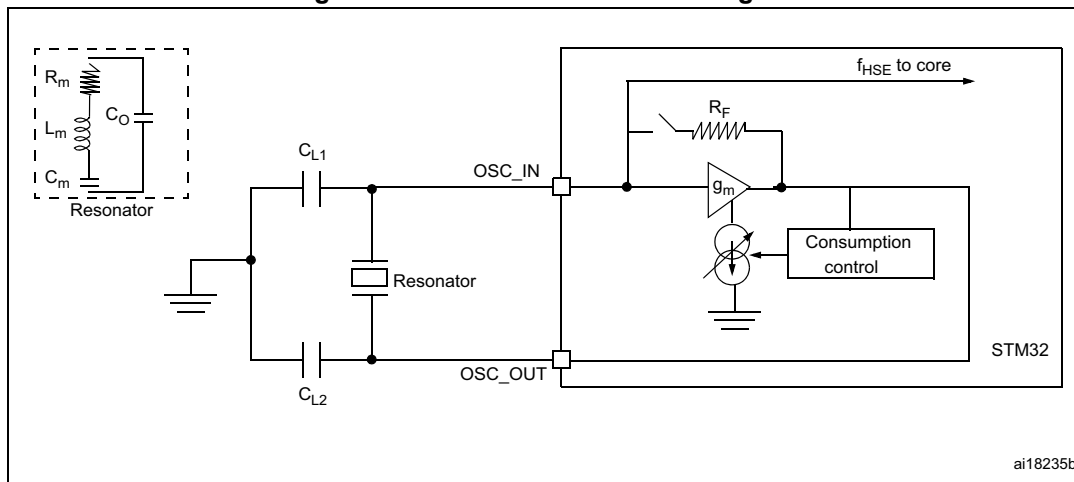 Rm
CO
Lm
Cm
Resonator
CL1
CL2
Resonator
OSC_IN
OSC_OUT
fHSE to core
RF
gm
Consumption
control
STM32
ai18235b